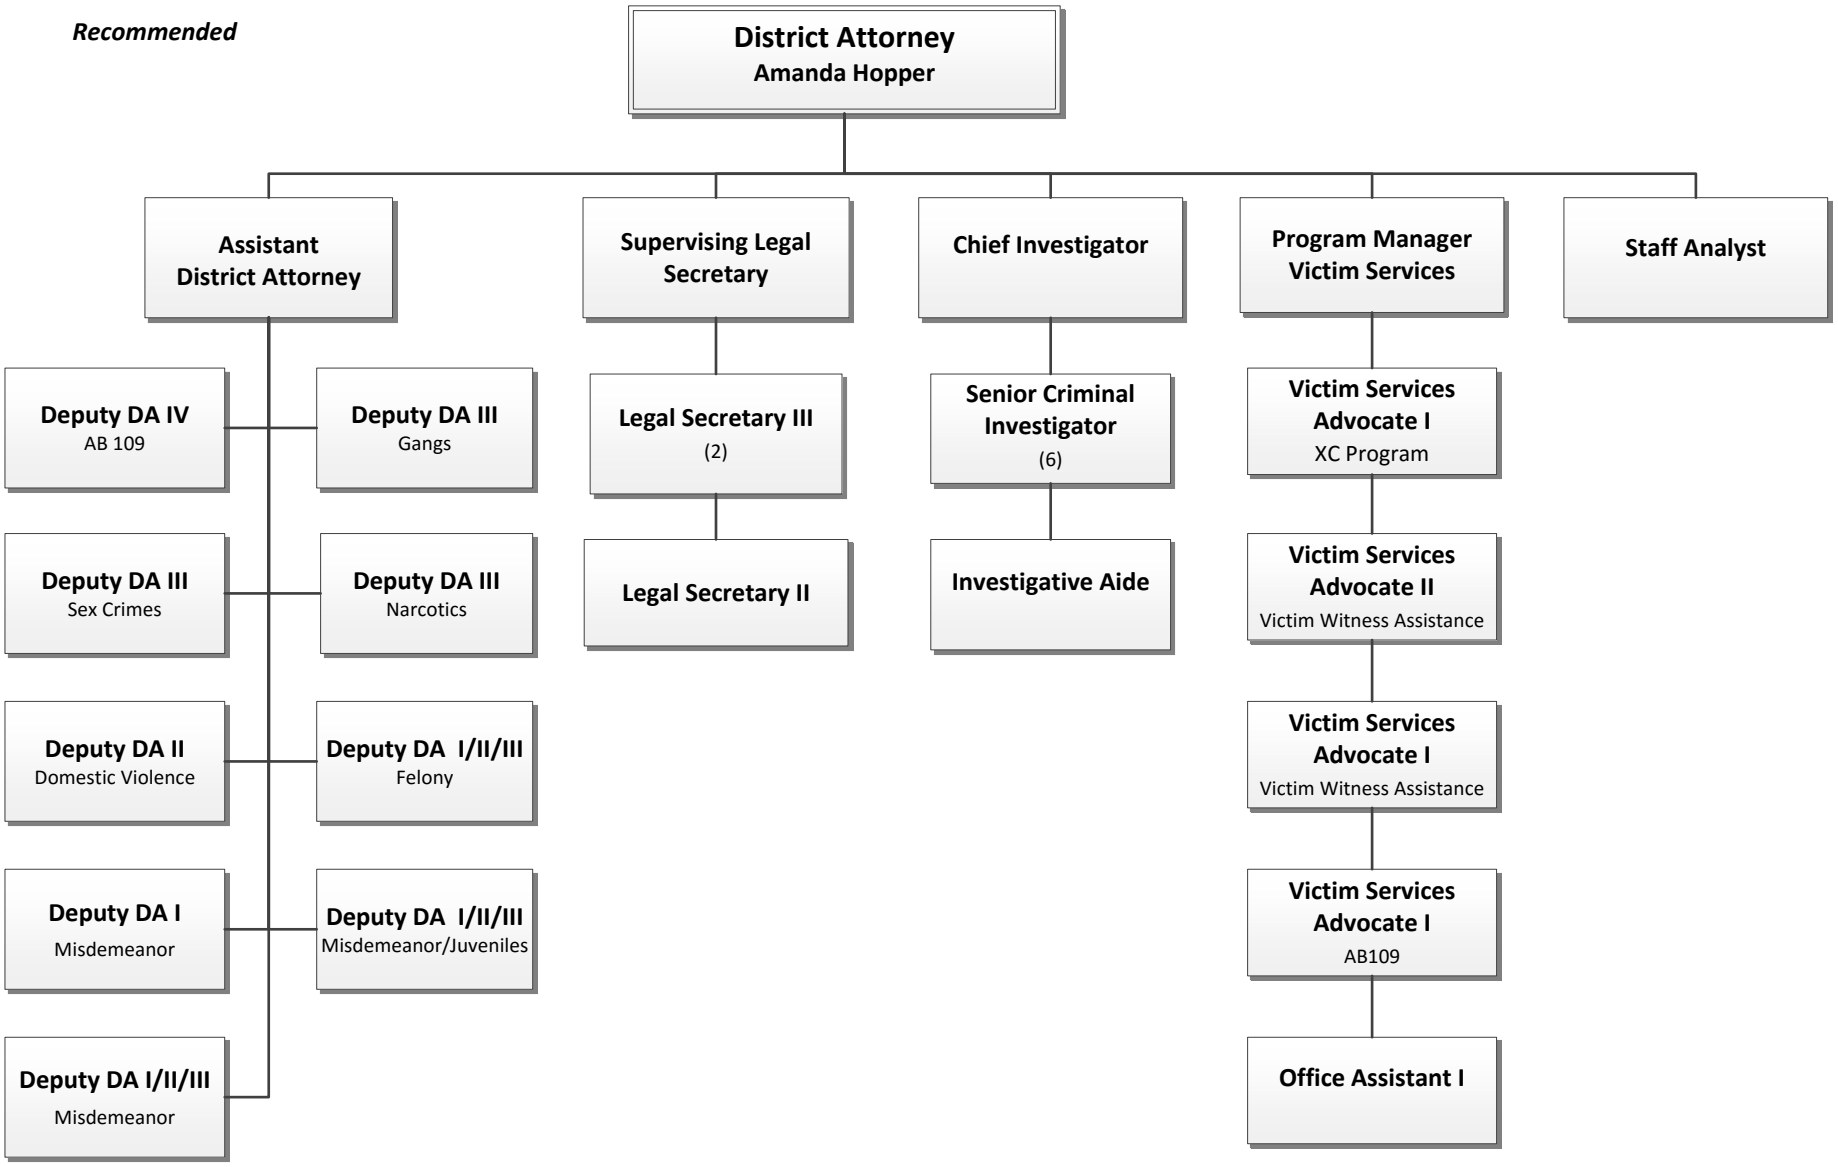 Recommended
District Attorney
Amanda Hopper
Assistant
District Attorney
Supervising Legal
Secretary
Chief Investigator
Program Manager
Victim Services
Staff Analyst
Deputy DA IV
AB 109
Deputy DA III
Gangs
Deputy DA III
Sex Crimes
Deputy DA III
Narcotics
Deputy DA II
Domestic Violence
Deputy DA  I/II/III
Felony
Deputy DA I
Misdemeanor
Deputy DA  I/II/III
Misdemeanor/Juveniles
Deputy DA I/II/III
Misdemeanor
Legal Secretary III
(2)
Legal Secretary II
Senior Criminal
Investigator
(6)
Investigative Aide
Victim Services
Advocate I
XC Program
Victim Services
Advocate II
Victim Witness Assistance
Victim Services
Advocate I
Victim Witness Assistance
Victim Services
Advocate I
AB109
Office Assistant I